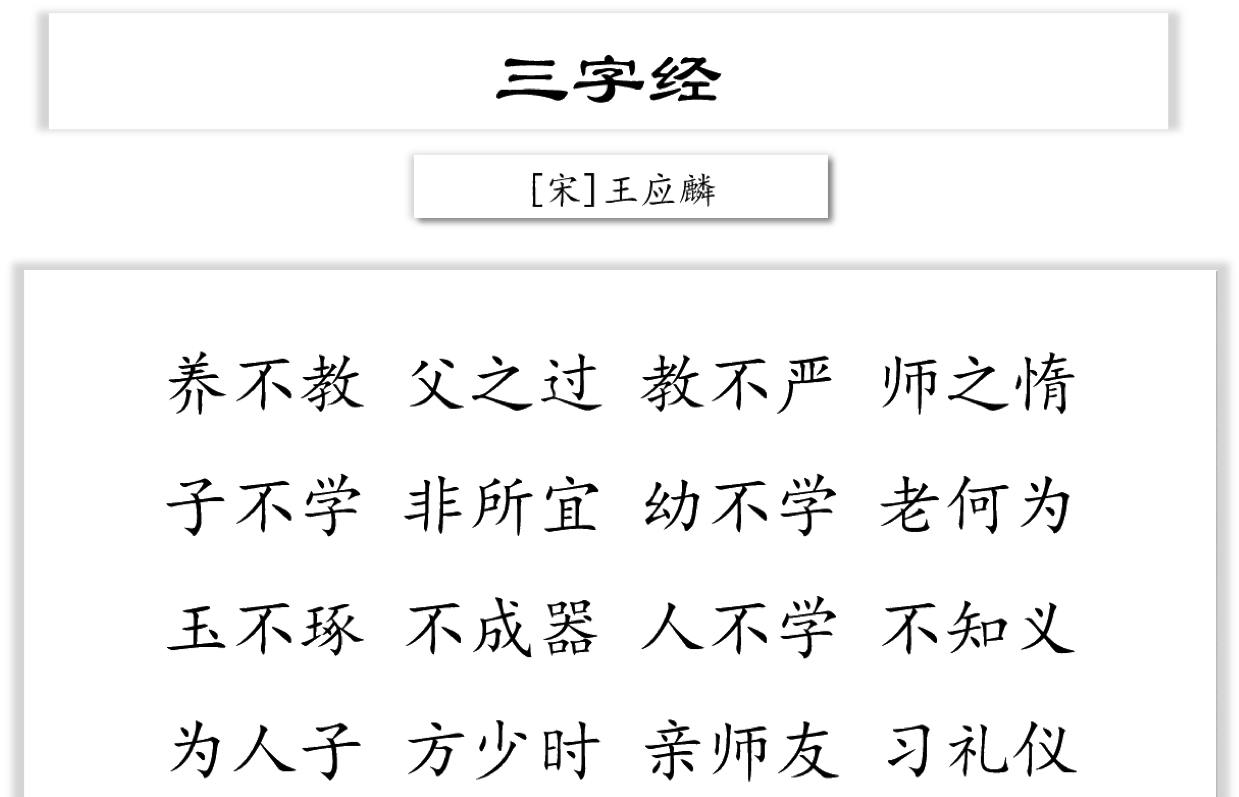 三字经
[宋]王应麟
养不教 父之过 教不严 师之惰
子不学 非所宜 幼不学 老何为
玉不琢 不成器 人不学 不知义
为人子 方少时 亲师友 习礼仪